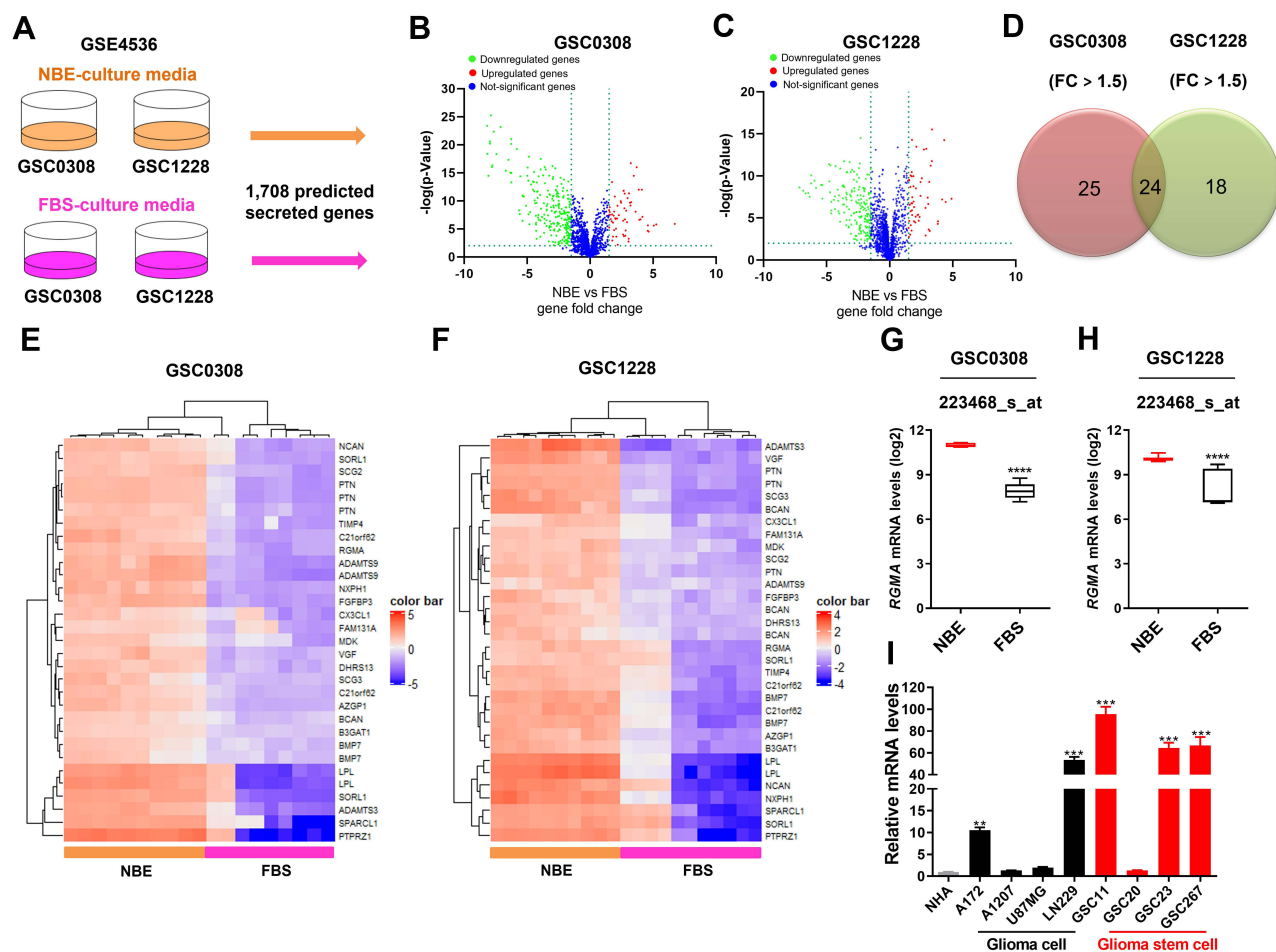 A
GSE4536
NBE-culture media
GSC0308
GSC1228
FBS-culture media
GSC0308
GSC1228
1,708 predicted
secreted genes
B
GSC0308
Downregulated genes
Upregulated genes
Not-significant genes
-log(p-Value)
30
25
20
15
10
5
0
-10
-5
0
5
10
NBE vs FBS
gene fold change
C
GSC1228
Downregulated genes
Upregulated genes
Not-significant genes
-log(p-Value)
20
15
10
5
0
-10
-5
0
5
10
NBE vs FBS
gene fold change
D
GSC0308
(FC > 1.5)
GSC1228
(FC > 1.5)
25
24
18
E
GSC0308
NCAN
SORL1
SCG2
PTN
PTN
PTN
TIMP4
C21orf62
RGMA
ADAMTS9
ADAMTS9
NXPH1
FGFBP3
CX3CL1
FAM131A
MDK
VGF
DHRS13
SCG3
C21orf62
AZGP1
BCAN
B3GAT1
BMP7
BMP7
LPL
LPL
SORL1
ADAMTS3
SPARCL1
PTPRZ1
color bar
5
0
-5
NBE
FBS
F
GSC1228
ADAMTS3
VGF
PTN
PTN
SCG3
BCAN
CX3CL1
FAM131A
MDK
SCG2
PTN
ADAMTS9
FGFBP3
BCAN
DHRS13
BCAN
RGMA
SORL1
TIMP4
C21orf62
BMP7
C21orf62
BMP7
AZGP1
B3GAT1
LPL
LPL
NCAN
NXPH1
SPARCL1
SORL1
PTPRZ1
color bar
4
2
0
-2
-4
NBE
FBS
G
GSC0308
223468_s_at
RGMA mRNA levels (log2)
12
9
6
3
0
****
NBE
FBS
H
GSC1228
223468_s_at
RGMA mRNA levels (log2)
12
9
6
3
0
****
NBE
FBS
I
Relative mRNA levels
120
100
80
60
40
20
15
10
5
0
**
***
***
***
***
NHA
A172
A1207
U87MG
LN229
GSC11
GSC20
GSC23
GSC267
Glioma cell
Glioma stem cell